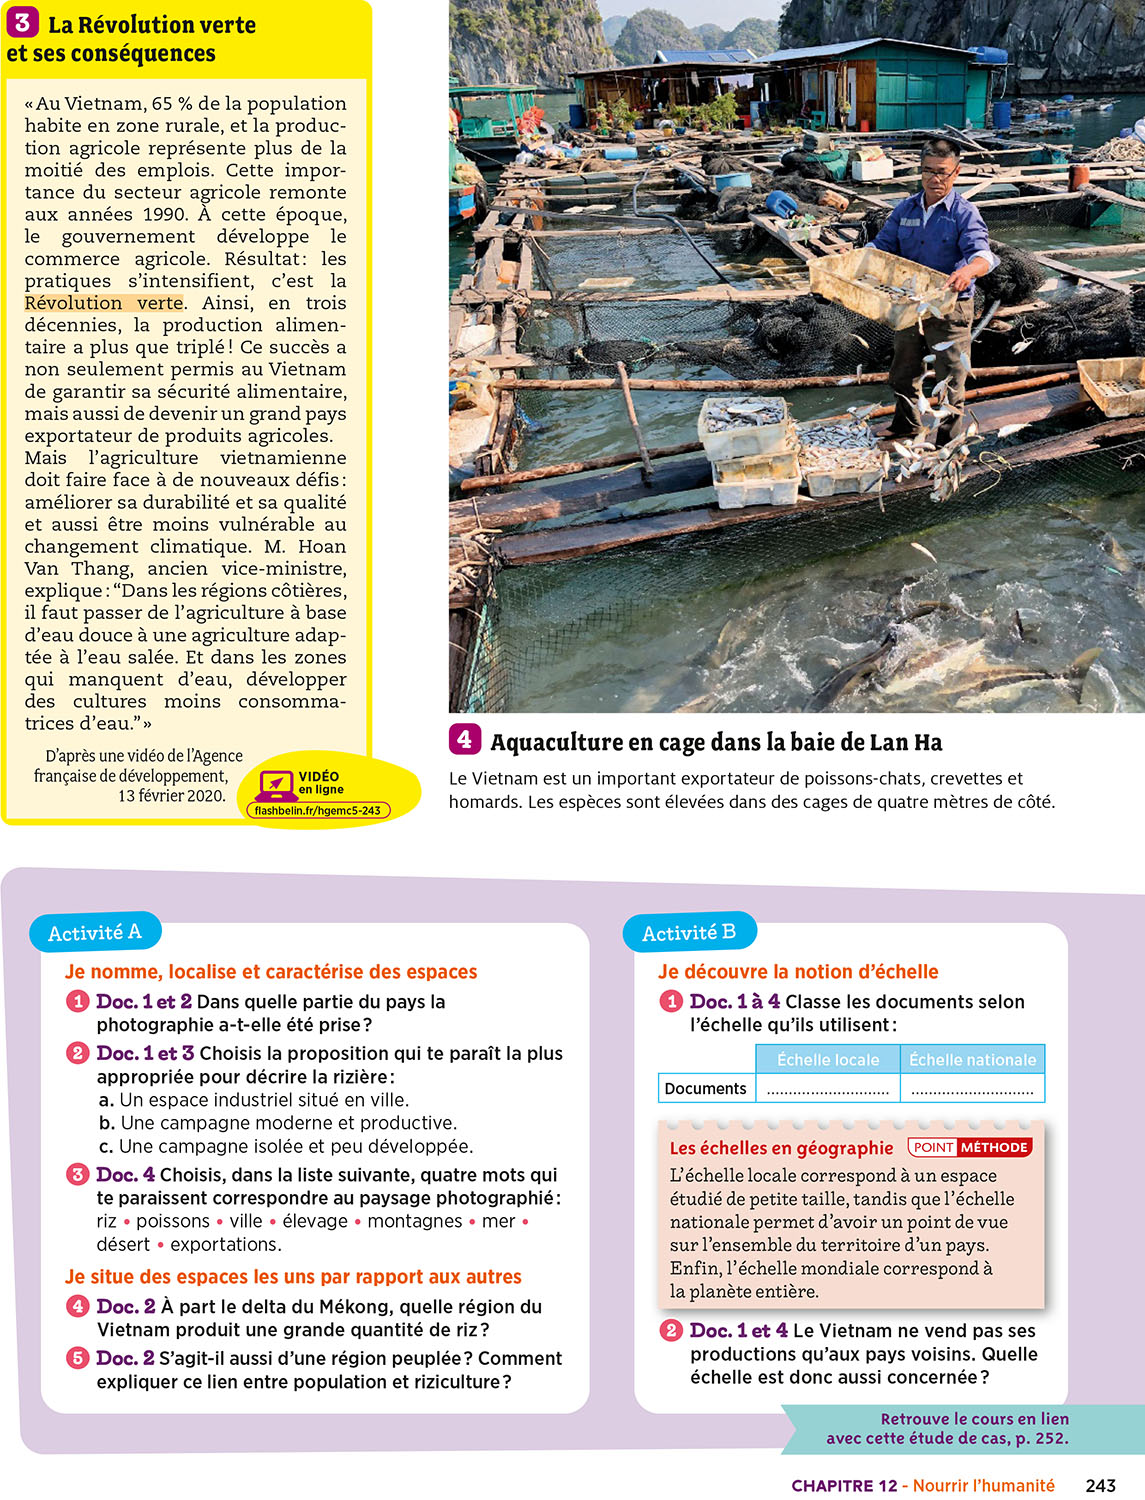 3 La Révolution verte
et ses conséquences
« Au Vietnam, 65 % de la population
habite en zone rurale, et la produc-
tion agricole représente plus de la
moitié des emplois. Cette impor-
tance du secteur agricole remonte
aux années 1990. À cette époque,
le gouvernement développe le
commerce agricole. Résultat : les
pratiques s'intensifient, c'est la
Révolution verte. Ainsi, en trois
décennies, la production alimen-
taire a plus que triplé ! Ce succès a
non seulement permis au Vietnam
de garantir sa sécurité alimentaire,
mais aussi de devenir un grand pays
exportateur de produits agricoles.
Mais l'agriculture vietnamienne
doit faire face à de nouveaux défis :
améliorer sa durabilité et sa qualité
et aussi être moins vulnérable au
changement climatique. M. Hoan
Van Thang, ancien vice-ministre,
explique : “Dans les régions côtières,
il faut passer de l'agriculture à base
d'eau douce à une agriculture adap-
tée à l'eau salée. Et dans les zones
qui manquent d'eau, développer
des cultures moins consomma-
trices d'eau.” »
D'après une vidéo de l'Agence
française de développement,
13 février 2020.
VIDÉO
en ligne
flashbelin.fr/hgemc5-243
4 Aquaculture en cage dans la baie de Lan Ha
Le Vietnam est un important exportateur de poissons-chats, crevettes et
homards. Les espèces sont élevées dans des cages de quatre mètres de côté.
Activité A
Je nomme, localise et caractérise des espaces
1 Doc. 1 et 2 Dans quelle partie du pays la
photographie a-t-elle été prise ?
2 Doc. 1 et 3 Choisis la proposition qui te paraît la plus
appropriée pour décrire la rizière :
a. Un espace industriel situé en ville.
b. Une campagne moderne et productive.
c. Une campagne isolée et peu développée.
3 Doc. 4 Choisis, dans la liste suivante, quatre mots qui
te paraissent correspondre au paysage photographié :
riz • poissons • ville • élevage • montagnes • mer •
désert • exportations.
Je situe des espaces les uns par rapport aux autres
4 Doc. 2 À part le delta du Mékong, quelle région du
Vietnam produit une grande quantité de riz ?
5 Doc. 2 S'agit-il aussi d'une région peuplée ? Comment
expliquer ce lien entre population et riziculture ?
Activité B
Je découvre la notion d'échelle
1 Doc. 1 à 4 Classe les documents selon
l'échelle qu'ils utilisent :
Échelle locale Échelle nationale
Documents ............................ ............................
Les échelles en géographie POINT MÉTHODE
L'échelle locale correspond à un espace
étudié de petite taille, tandis que l'échelle
nationale permet d'avoir un point de vue
sur l'ensemble du territoire d'un pays.
Enfin, l'échelle mondiale correspond à
la planète entière.
2 Doc. 1 et 4 Le Vietnam ne vend pas ses
productions qu'aux pays voisins. Quelle
échelle est donc aussi concernée ?
Retrouve le cours en lien
avec cette étude de cas, p. 252.
CHAPITRE 12 - Nourrir l'humanité 243